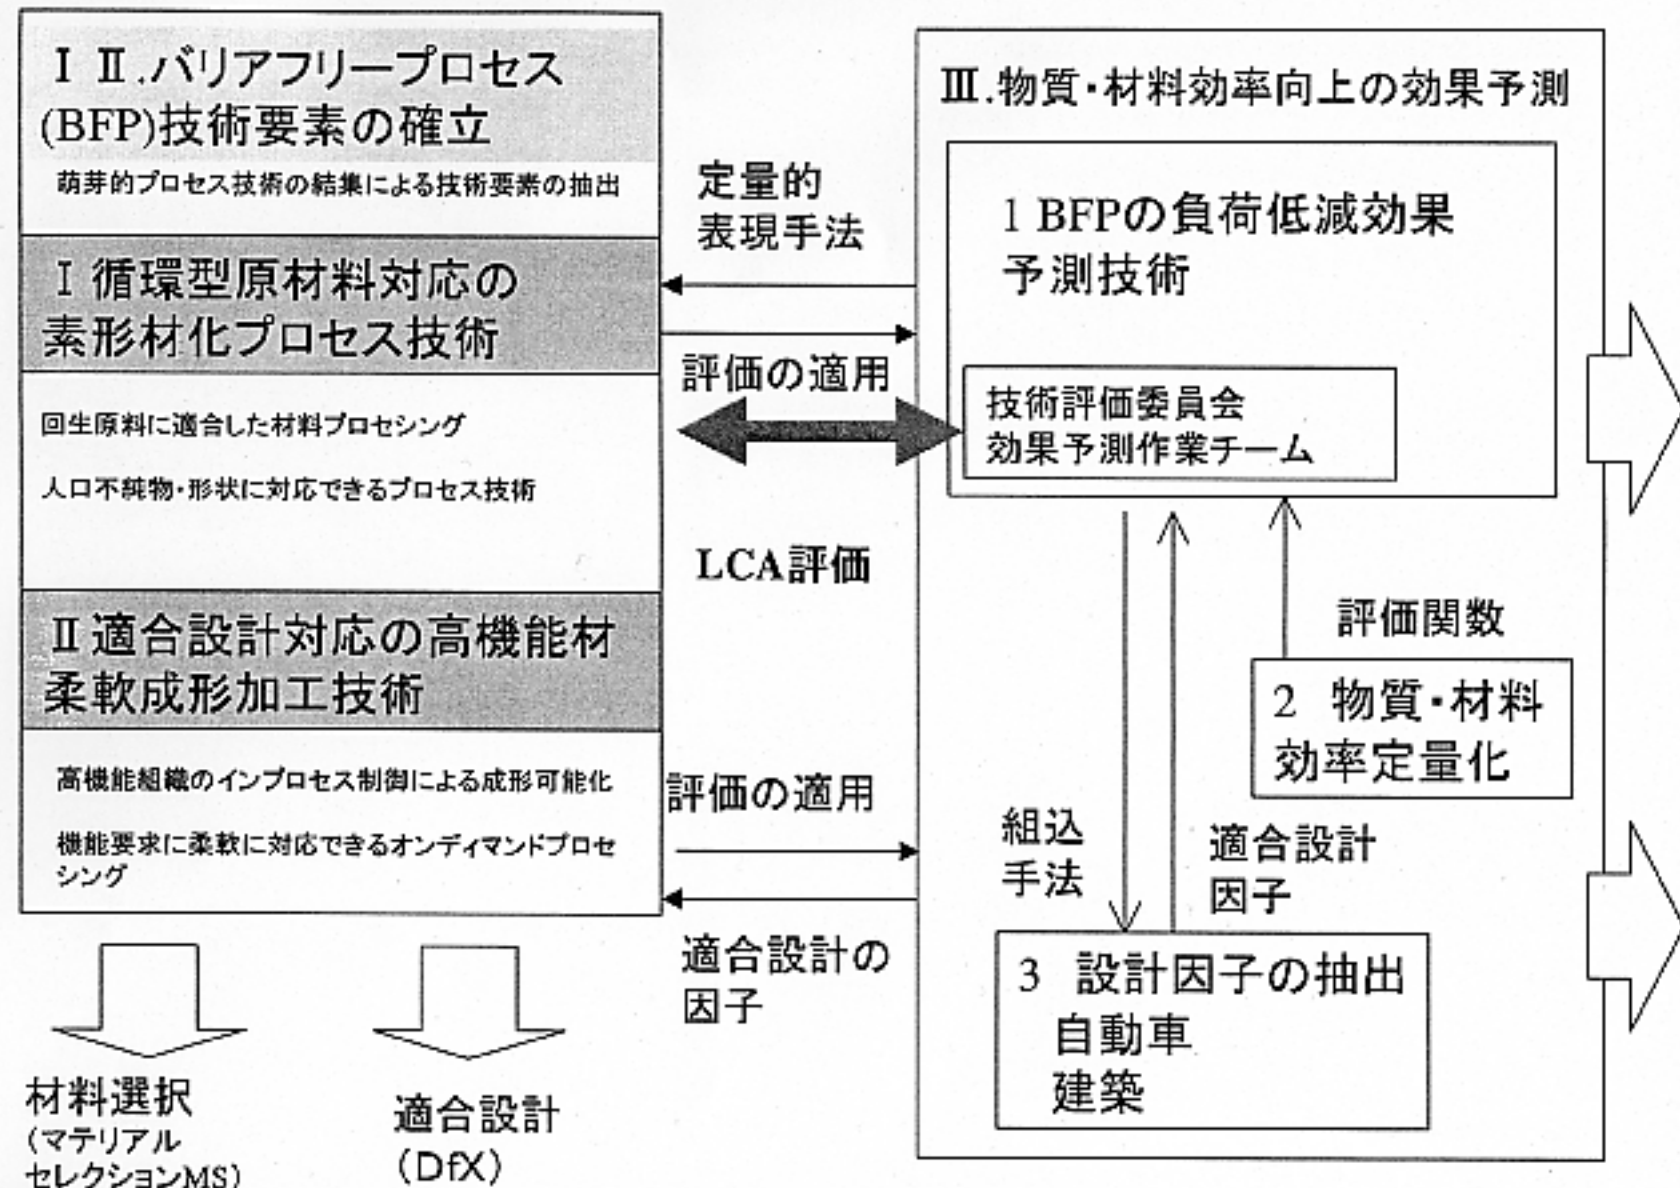 Ⅰ Ⅱ.バリアフリープロセス
(BFP)技術要素の確立
萌芽的プロセス技術の結集による技術要素の抽出
Ⅰ循環型原材料対応の
素形材化プロセス技術
回生原料に適合した材料プロセシング
人口不純物・形状に対応できるプロセス技術
Ⅱ適合設計対応の高機能材
柔軟成形加工技術
高機能組織のインプロセス制御による成形可能化
機能要求に柔軟に対応できるオンディマンドプロセ
シング
材料選択
(マテリアル
セレクションMS)
適合設計
(DfX)
定量的
表現手法
評価の適用
LCA評価
評価の適用
適合設計の
因子
Ⅲ.物質・材料効率向上の効果予測
1 BFPの負荷低減効果
予測技術
技術評価委員会
効果予測作業チーム
評価関数
2 物質・材料
効率定量化
組込
手法
適合設計
因子
3 設計因子の抽出
自動車
建築